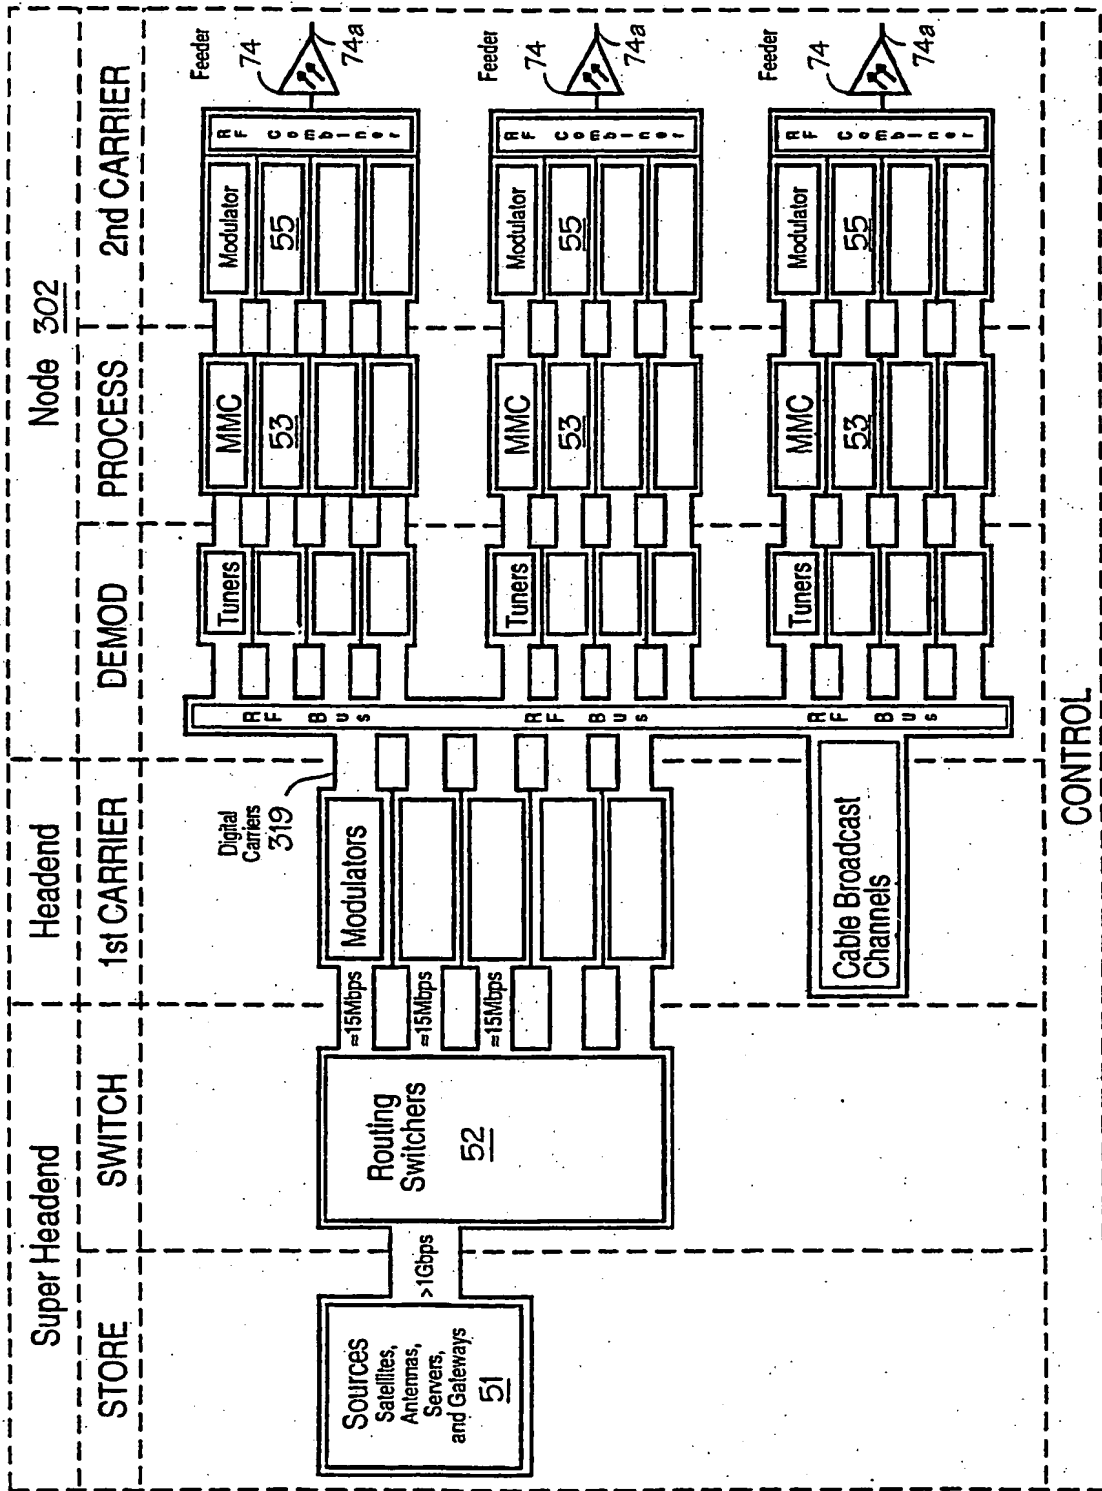 Super Headend
Headend
Node 302
STORE
SWITCH
1st CARRIER
DEMOD
PROCESS
2nd CARRIER
Sources
Satellites,
Antennas,
Servers,
and Gateways
51
>1Gbps
Routing
Switchers
52
≈15Mbps
≈15Mbps
≈15Mbps
Modulators
Digital
Carriers
319
Cable Broadcast
Channels
RF Bus
RF Bus
RF Bus
Tuners
MMC
53
Modulator
55
RF Combiner
Feeder
74
74a
Tuners
MMC
53
Modulator
55
RF Combiner
Feeder
74
74a
Tuners
MMC
53
Modulator
55
RF Combiner
Feeder
74
74a
CONTROL